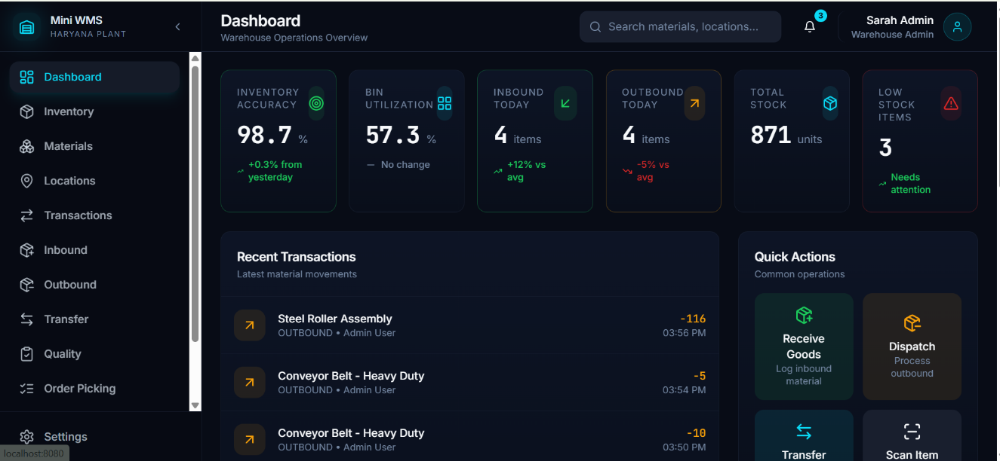 Mini WMS
HARYANA PLANT
Dashboard
Inventory
Materials
Locations
Transactions
Inbound
Outbound
Transfer
Quality
Order Picking
Settings
localhost:8080
Dashboard
Warehouse Operations Overview
Search materials, locations...
3
Sarah Admin
Warehouse Admin
INVENTORY
ACCURACY
98.7 %
+0.3% from
yesterday
BIN
UTILIZATION
57.3 %
— No change
INBOUND
TODAY
4 items
+12% vs
avg
OUTBOUND
TODAY
4 items
-5% vs
avg
TOTAL
STOCK
871 units
LOW
STOCK
ITEMS
3
Needs
attention
Recent Transactions
Latest material movements
Steel Roller Assembly
OUTBOUND • Admin User
-116
03:56 PM
Conveyor Belt - Heavy Duty
OUTBOUND • Admin User
-5
03:54 PM
Conveyor Belt - Heavy Duty
OUTBOUND • Admin User
-10
03:50 PM
Quick Actions
Common operations
Receive
Goods
Log inbound
material
Dispatch
Process
outbound
Transfer
Scan Item